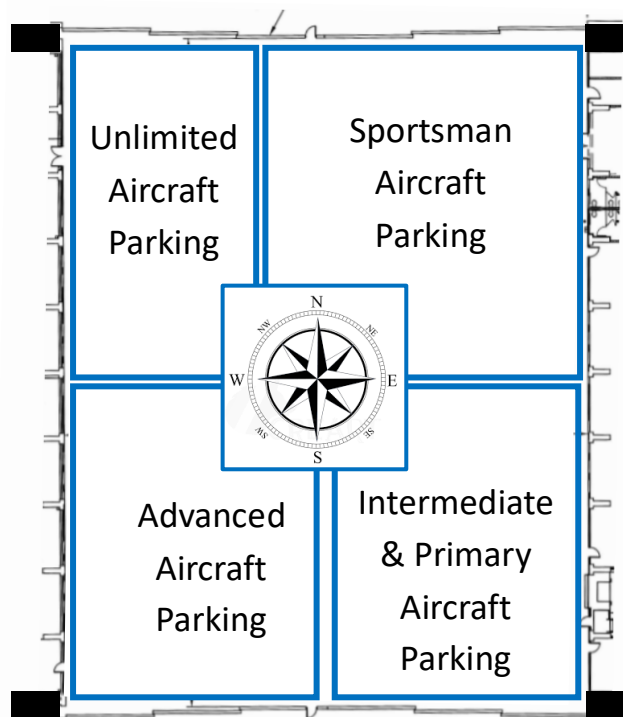 Unlimited
Aircraft
Parking
Sportsman
Aircraft
Parking
N
NW
NE
W
E
SW
SE
S
Advanced
Aircraft
Parking
Intermediate
& Primary
Aircraft
Parking